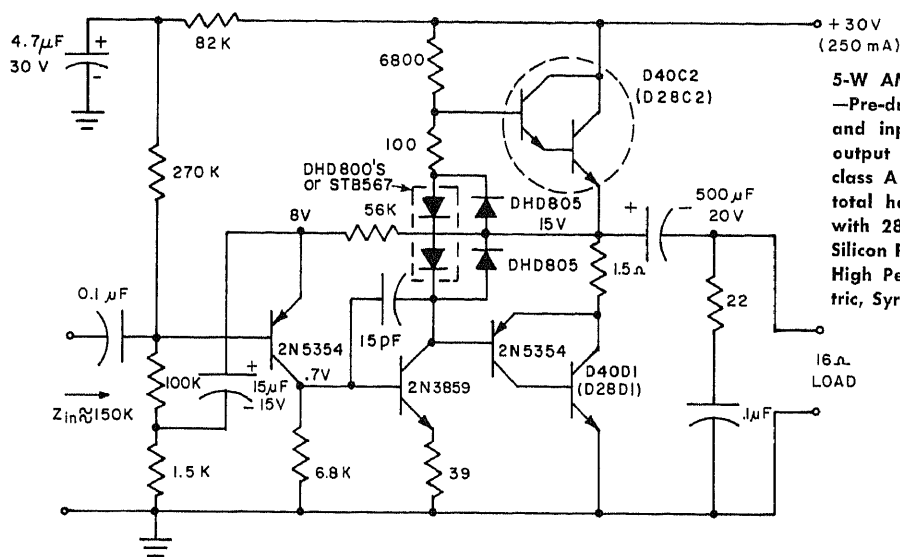 4.7µF
30 V
+
-
82K
6800
D40C2
(D28C2)
+30V
(250 mA)
5-W AM
—Pre-dr
and inp
output
class A
total ha
with 28
Silicon P
High Pe
tric, Syr
270 K
100
DHD800'S
or STB567
56K
8V
DHD805
15V
DHD805
+
-
500µF
20V
1.5Ω
22
0.1 µF
15pF
2N5354
.7V
2N3859
2N5354
D40D1
(D28D1)
16Ω
LOAD
100K
+
15µF
- 15V
Zin≈150K
.1µF
1.5 K
6.8K
39